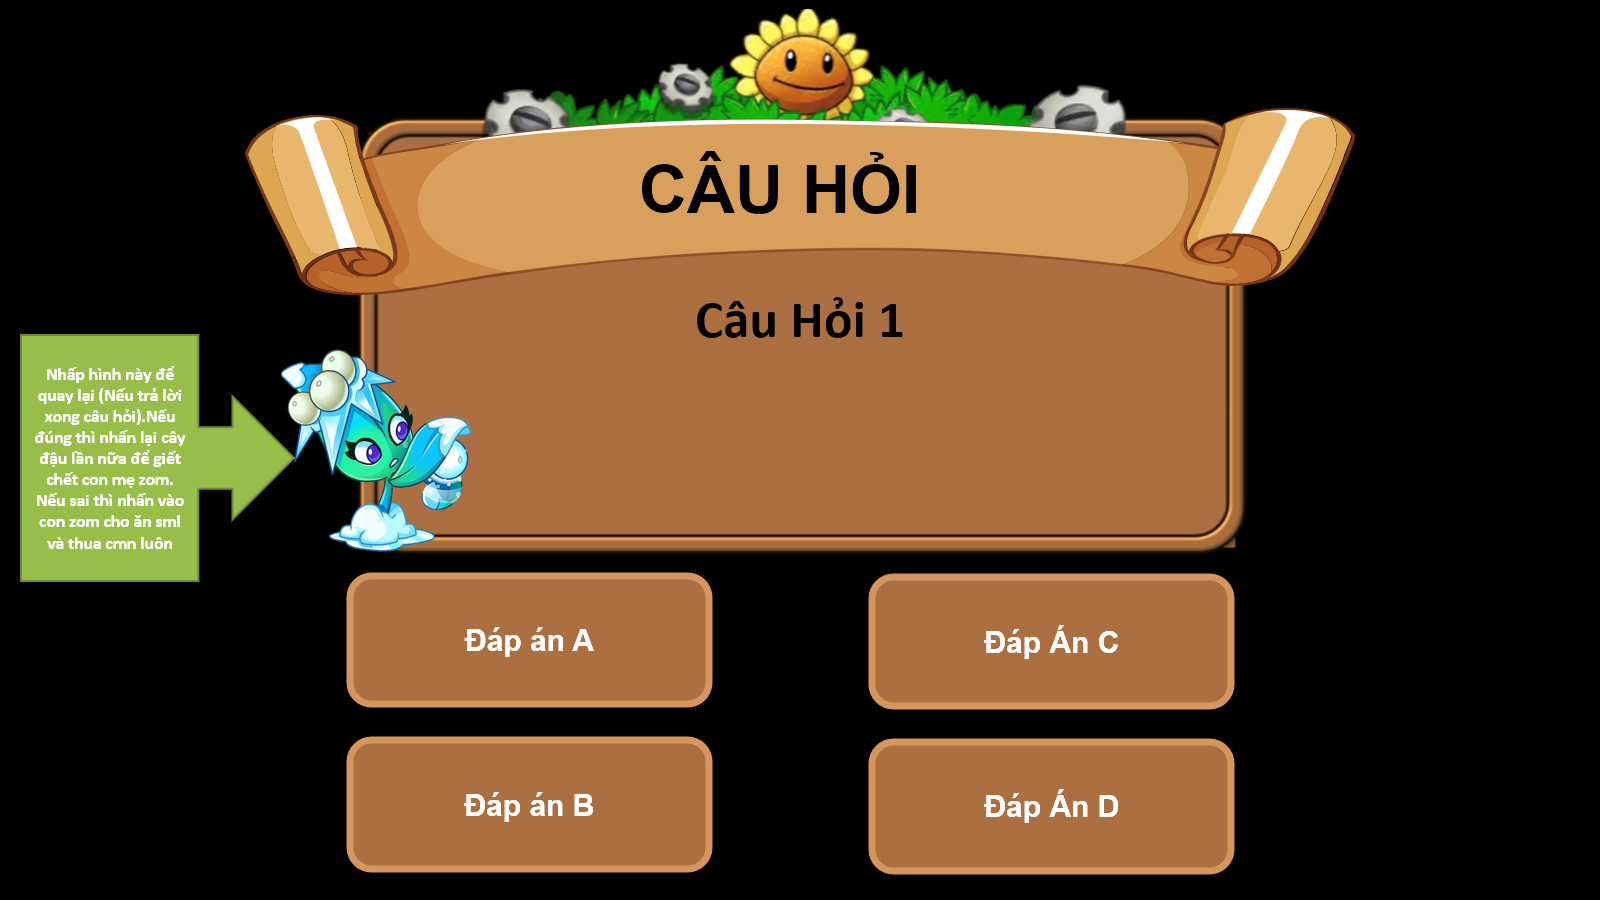 CÂU HỎI
Câu Hỏi 1
Nhấp hình này để
quay lại (Nếu trả lời
xong câu hỏi).Nếu
đúng thì nhấn lại cây
đậu lần nữa để giết
chết con mẹ zom.
Nếu sai thì nhấn vào
con zom cho ăn sml
và thua cmn luôn
Đáp án A
Đáp Án C
Đáp án B
Đáp Án D